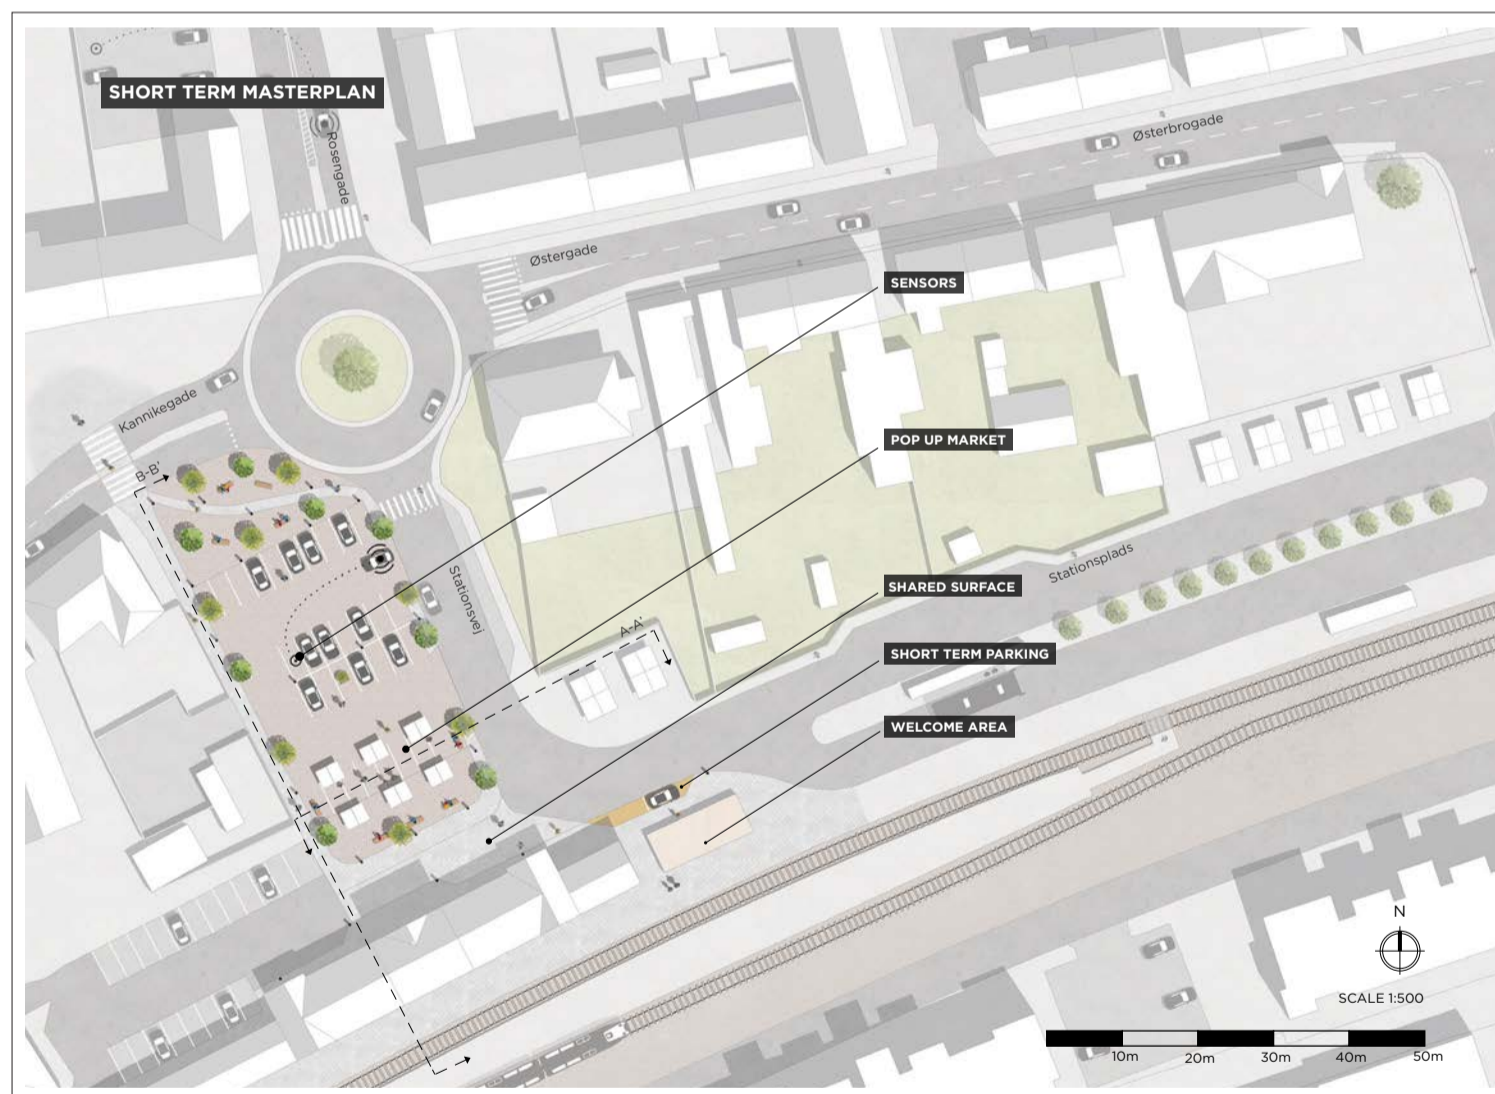 SHORT TERM MASTERPLAN
Rosengade
Østerbrogade
Østergade
SENSORS
Kannikegade
POP UP MARKET
B-B'
Stationsplads
Stationsvej
SHARED SURFACE
A-A'
SHORT TERM PARKING
WELCOME AREA
N
SCALE 1:500
10m 20m 30m 40m 50m